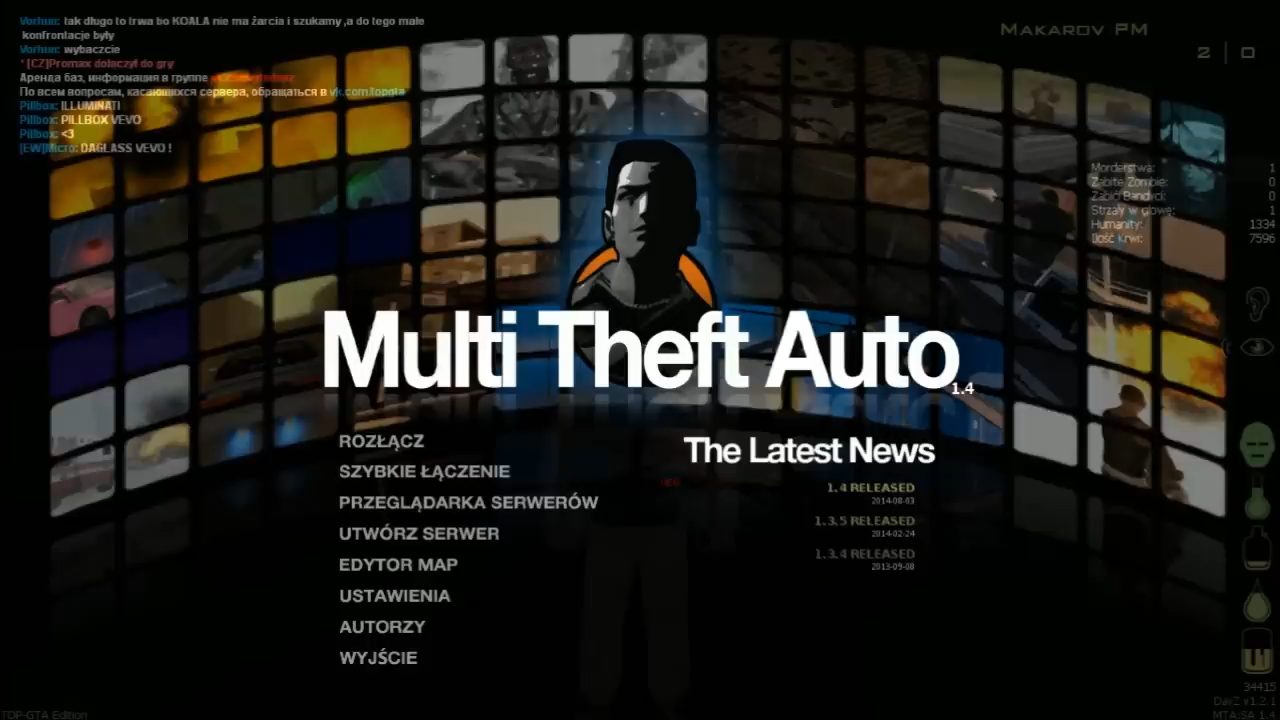 Vorhun: tak długo to trwa bo KOALA nie ma żarcia i szukamy ,a do tego małe
konfrontacje były
Vorhun: wybaczcie
* [CZ]Promax dołączył do gry
Аренда баз, информация в группе
По всем вопросам, касающихся сервера, обращаться в vk.com/topgta
Pillbox: ILLUMINATI
Pillbox: PILLBOX VEVO
Pillbox: <3
[EW]Micro: DAGLASS VEVO !
Makarov PM
2 | 0
Morderstwa: 1
Zabite Zombie: 0
Zabici Bandyci: 0
Strzały w głowę: 1
Humanity: 1334
Ilość krwi: 7596
Multi Theft Auto
1.4
ROZŁĄCZ
SZYBKIE ŁĄCZENIE
PRZEGLĄDARKA SERWERÓW
UTWÓRZ SERWER
EDYTOR MAP
USTAWIENIA
AUTORZY
WYJŚCIE
The Latest News
1.4 RELEASED
2014-08-03
1.3.5 RELEASED
2014-02-24
1.3.4 RELEASED
2013-09-08
34415
DayZ v1.2.1
MTA:SA 1.4
TOP-GTA Edition